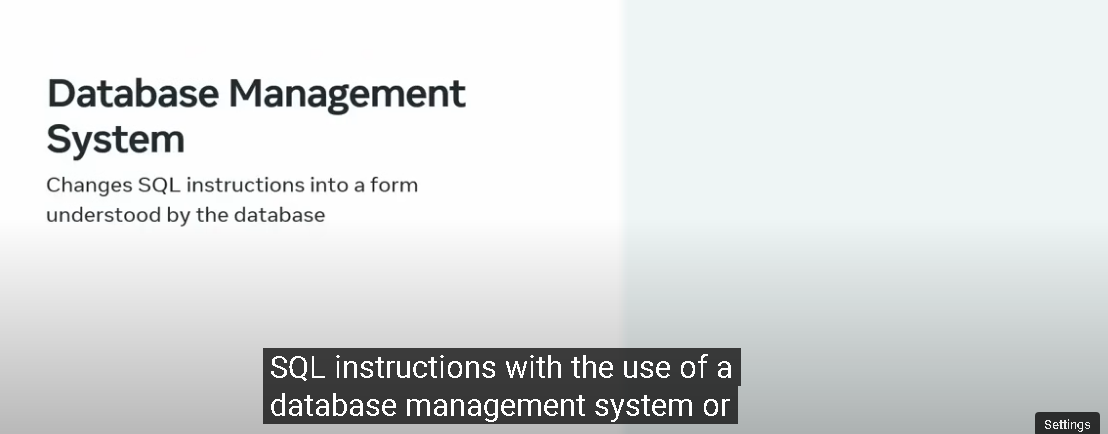 Database Management
System
Changes SQL instructions into a form
understood by the database
SQL instructions with the use of a
database management system or
Settings